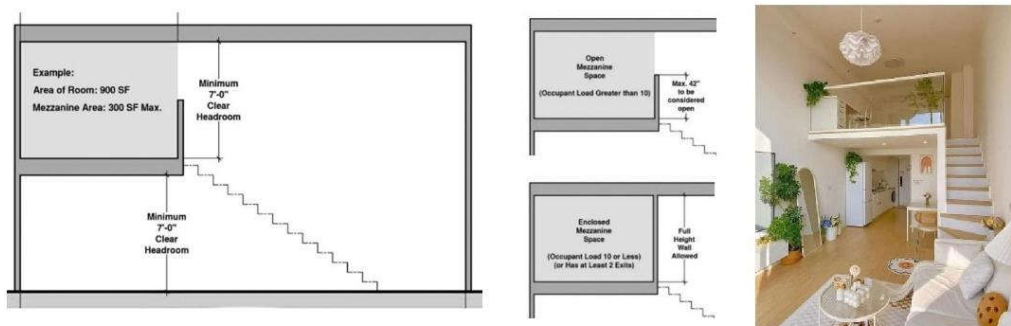 Example:
Area of Room: 900 SF
Mezzanine Area: 300 SF Max.
Minimum
7'-0"
Clear
Headroom
Minimum
7'-0"
Clear
Headroom
Open
Mezzanine
Space
(Occupant Load Greater than 10)
Max. 42"
to be
considered
open
Enclosed
Mezzanine
Space
(Occupant Load 10 or Less)
(or Has at Least 2 Exits)
Full
Height
Wall
Allowed